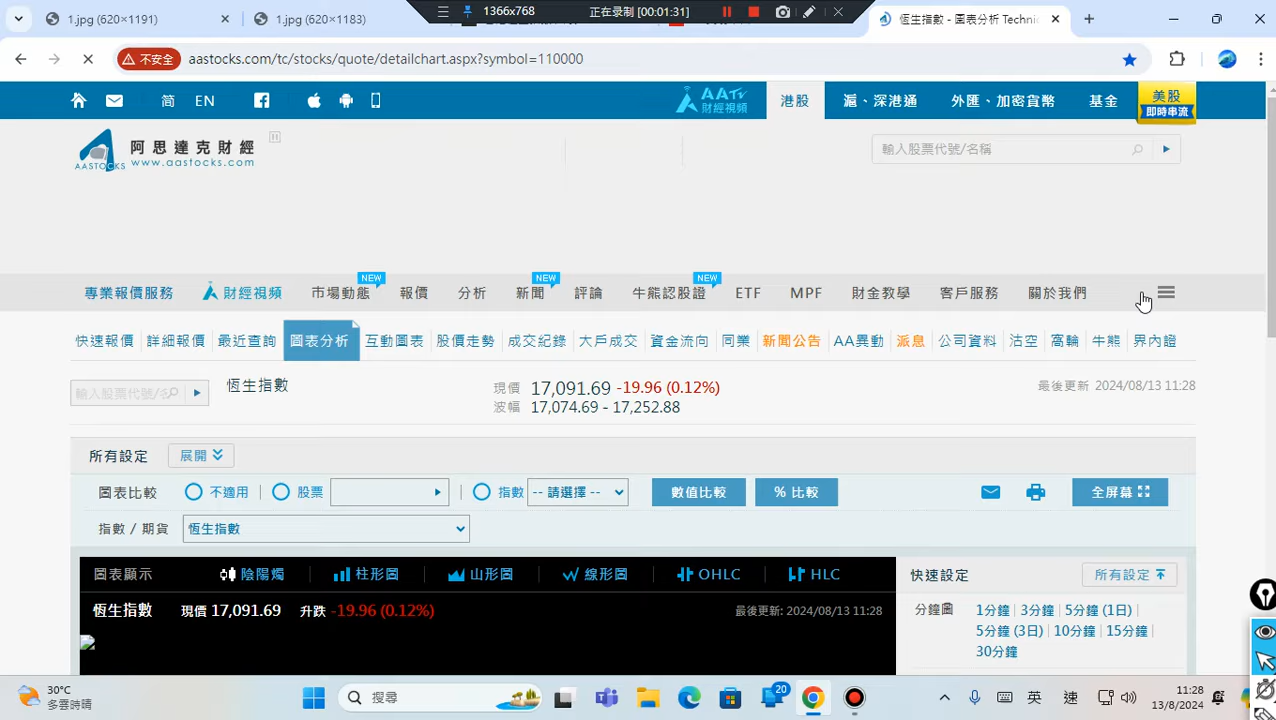 1.jpg (620×1191)
1.jpg (620×1183)
1366x768
正在录制 [00:01:31]
恆生指數 - 圖表分析 Technic
不安全 aastocks.com/tc/stocks/quote/detailchart.aspx?symbol=110000
简 EN
AATV 財經視頻
港股 滬、深港通 外匯、加密貨幣 基金 美股 即時串流
AASTOCKS
阿思達克財經
www.aastocks.com
輸入股票代號/名稱
NEW NEW NEW
專業報價服務 財經視頻 市場動態 報價 分析 新聞 評論 牛熊認股證 ETF MPF 財金教學 客戶服務 關於我們
快速報價 詳細報價 最近查詢 圖表分析 互動圖表 股價走勢 成交紀錄 大戶成交 資金流向 同業 新聞公告 AA異動 派息 公司資料 沽空 窩輪 牛熊 界內證
輸入股票代號/名
恆生指數
現價 17,091.69 -19.96 (0.12%)
波幅 17,074.69 - 17,252.88
最後更新 2024/08/13 11:28
所有設定 展開
圖表比較 不適用 | 股票 | 指數 -- 請選擇 -- 數值比較 % 比較 全屏幕
指數 / 期貨 恆生指數
圖表顯示 陰陽燭 柱形圖 山形圖 線形圖 OHLC HLC
恆生指數 現價 17,091.69 升跌 -19.96 (0.12%) 最後更新: 2024/08/13 11:28
快速設定 所有設定
分鐘圖 1分鐘 | 3分鐘 | 5分鐘 (1日) |
5分鐘 (3日) | 10分鐘 | 15分鐘 |
30分鐘
30°C
多雲時晴
搜尋
20
英 速
11:28
13/8/2024